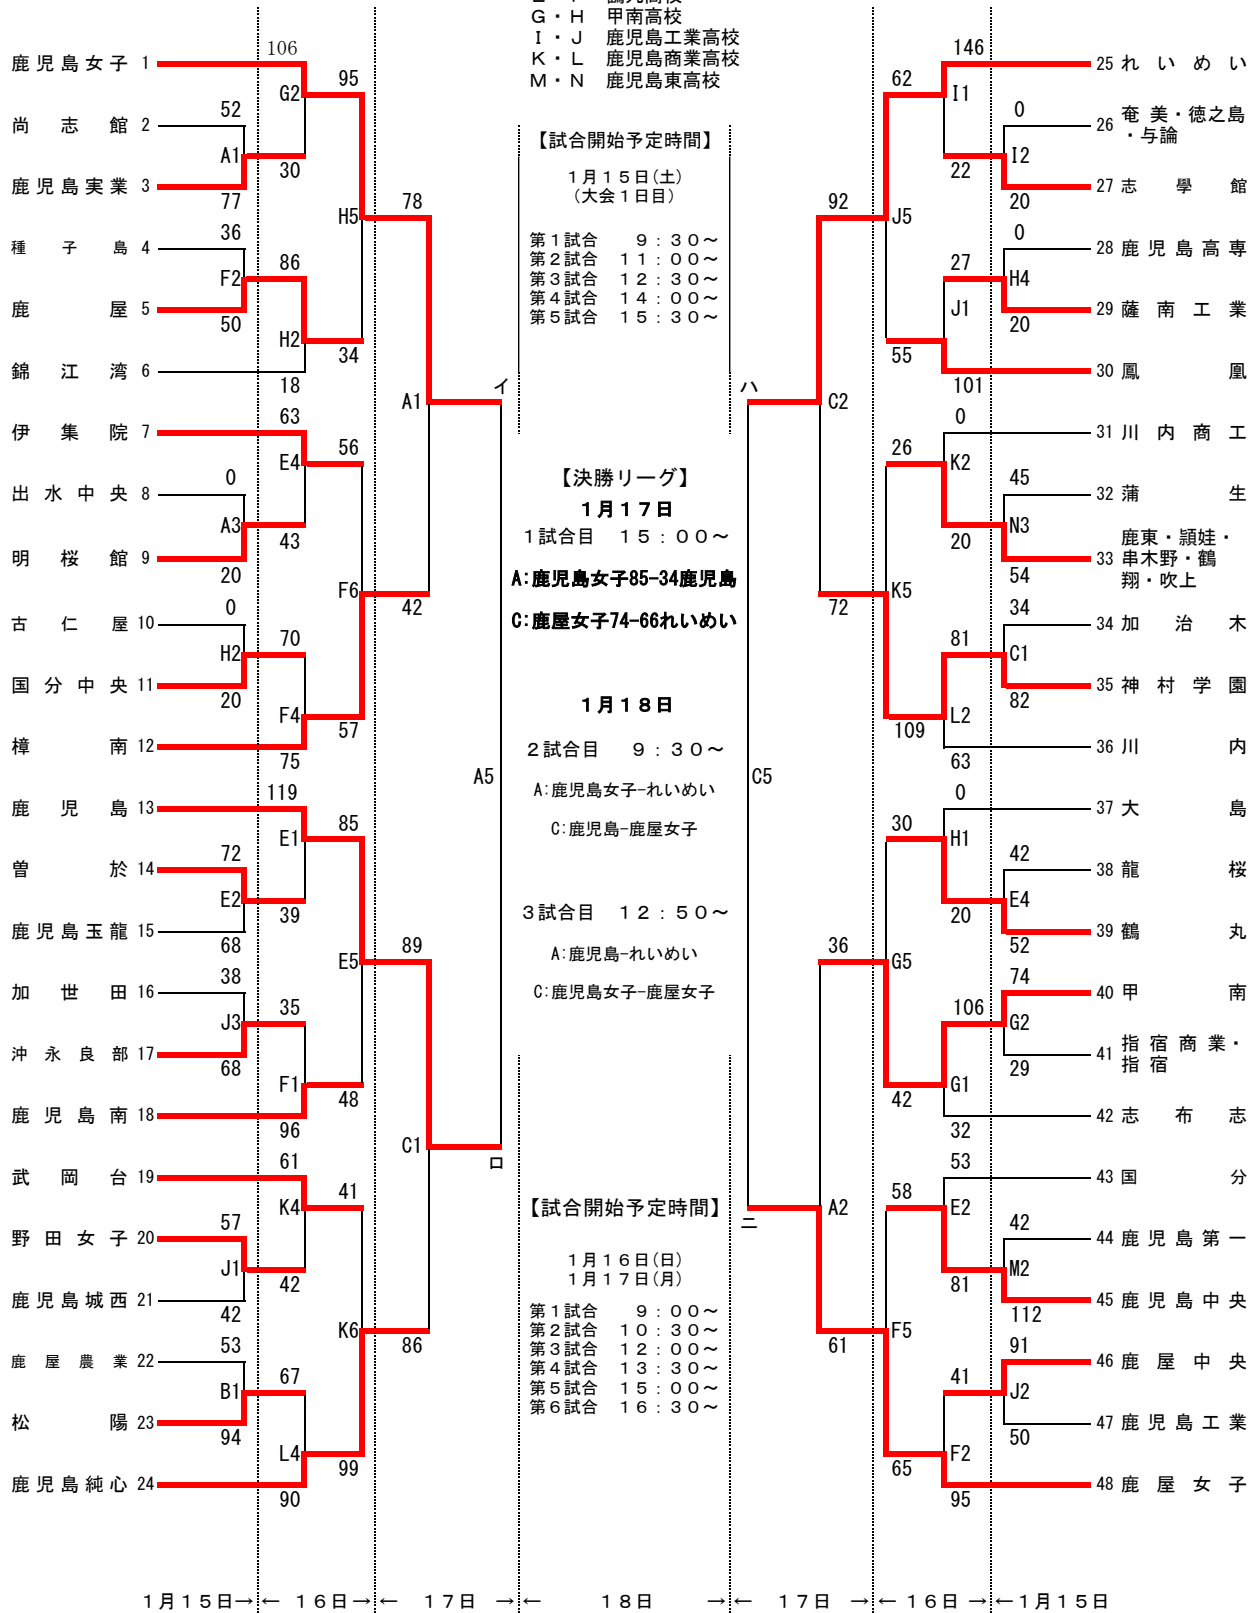 G・H 甲南高校
I・J 鹿児島工業高校
K・L 鹿児島商業高校
M・N 鹿児島東高校
【試合開始予定時間】
1月15日(土)
(大会1日目)
第1試合 9:30～
第2試合 11:00～
第3試合 12:30～
第4試合 14:00～
第5試合 15:30～
【決勝リーグ】
1月17日
1試合目 15:00～
A:鹿児島女子85-34鹿児島
C:鹿屋女子74-66れいめい
1月18日
2試合目 9:30～
A:鹿児島女子-れいめい
C:鹿児島-鹿屋女子
3試合目 12:50～
A:鹿児島-れいめい
C:鹿児島女子-鹿屋女子
【試合開始予定時間】
1月16日(日)
1月17日(月)
第1試合 9:00～
第2試合 10:30～
第3試合 12:00～
第4試合 13:30～
第5試合 15:00～
第6試合 16:30～
鹿児島女子 1
尚志館 2
鹿児島実業 3
種子島 4
鹿屋 5
錦江湾 6
伊集院 7
出水中央 8
明桜館 9
古仁屋 10
国分中央 11
樟南 12
鹿児島 13
曽於 14
鹿児島玉龍 15
加世田 16
沖永良部 17
鹿児島南 18
武岡台 19
野田女子 20
鹿児島城西 21
鹿屋農業 22
松陽 23
鹿児島純心 24
52
A1
77
36
F2
50
0
A3
20
0
H2
20
72
E2
68
38
J3
68
57
J1
42
53
B1
94
106
G2
30
86
H2
18
63
E4
43
70
F4
75
119
E1
39
35
F1
96
61
K4
42
67
L4
90
95
H5
34
56
F6
57
85
E5
48
41
K6
99
78
A1
42
89
C1
86
イ
A5
ロ
ハ
C5
ニ
92
C2
72
36
A2
61
62
J5
55
26
K5
109
30
G5
42
58
F5
65
146
I1
22
27
J1
101
0
K2
20
81
L2
63
0
H1
20
106
G1
32
53
E2
81
41
F2
95
0
I2
20
0
H4
20
45
N3
54
34
C1
82
42
E4
52
74
G2
29
42
M2
112
91
J2
50
25 れいめい
26 奄美・徳之島
・与論
27 志學館
28 鹿児島高専
29 薩南工業
30 鳳凰
31 川内商工
32 蒲生
33 鹿東・頴娃・
串木野・鶴
翔・吹上
34 加治木
35 神村学園
36 川内
37 大島
38 龍桜
39 鶴丸
40 甲南
41 指宿商業・
指宿
42 志布志
43 国分
44 鹿児島第一
45 鹿児島中央
46 鹿屋中央
47 鹿児島工業
48 鹿屋女子
1月15日→ ← 16日→ ← 17日 → ← 18日 → ← 17日 → ← 16日→ ←1月15日